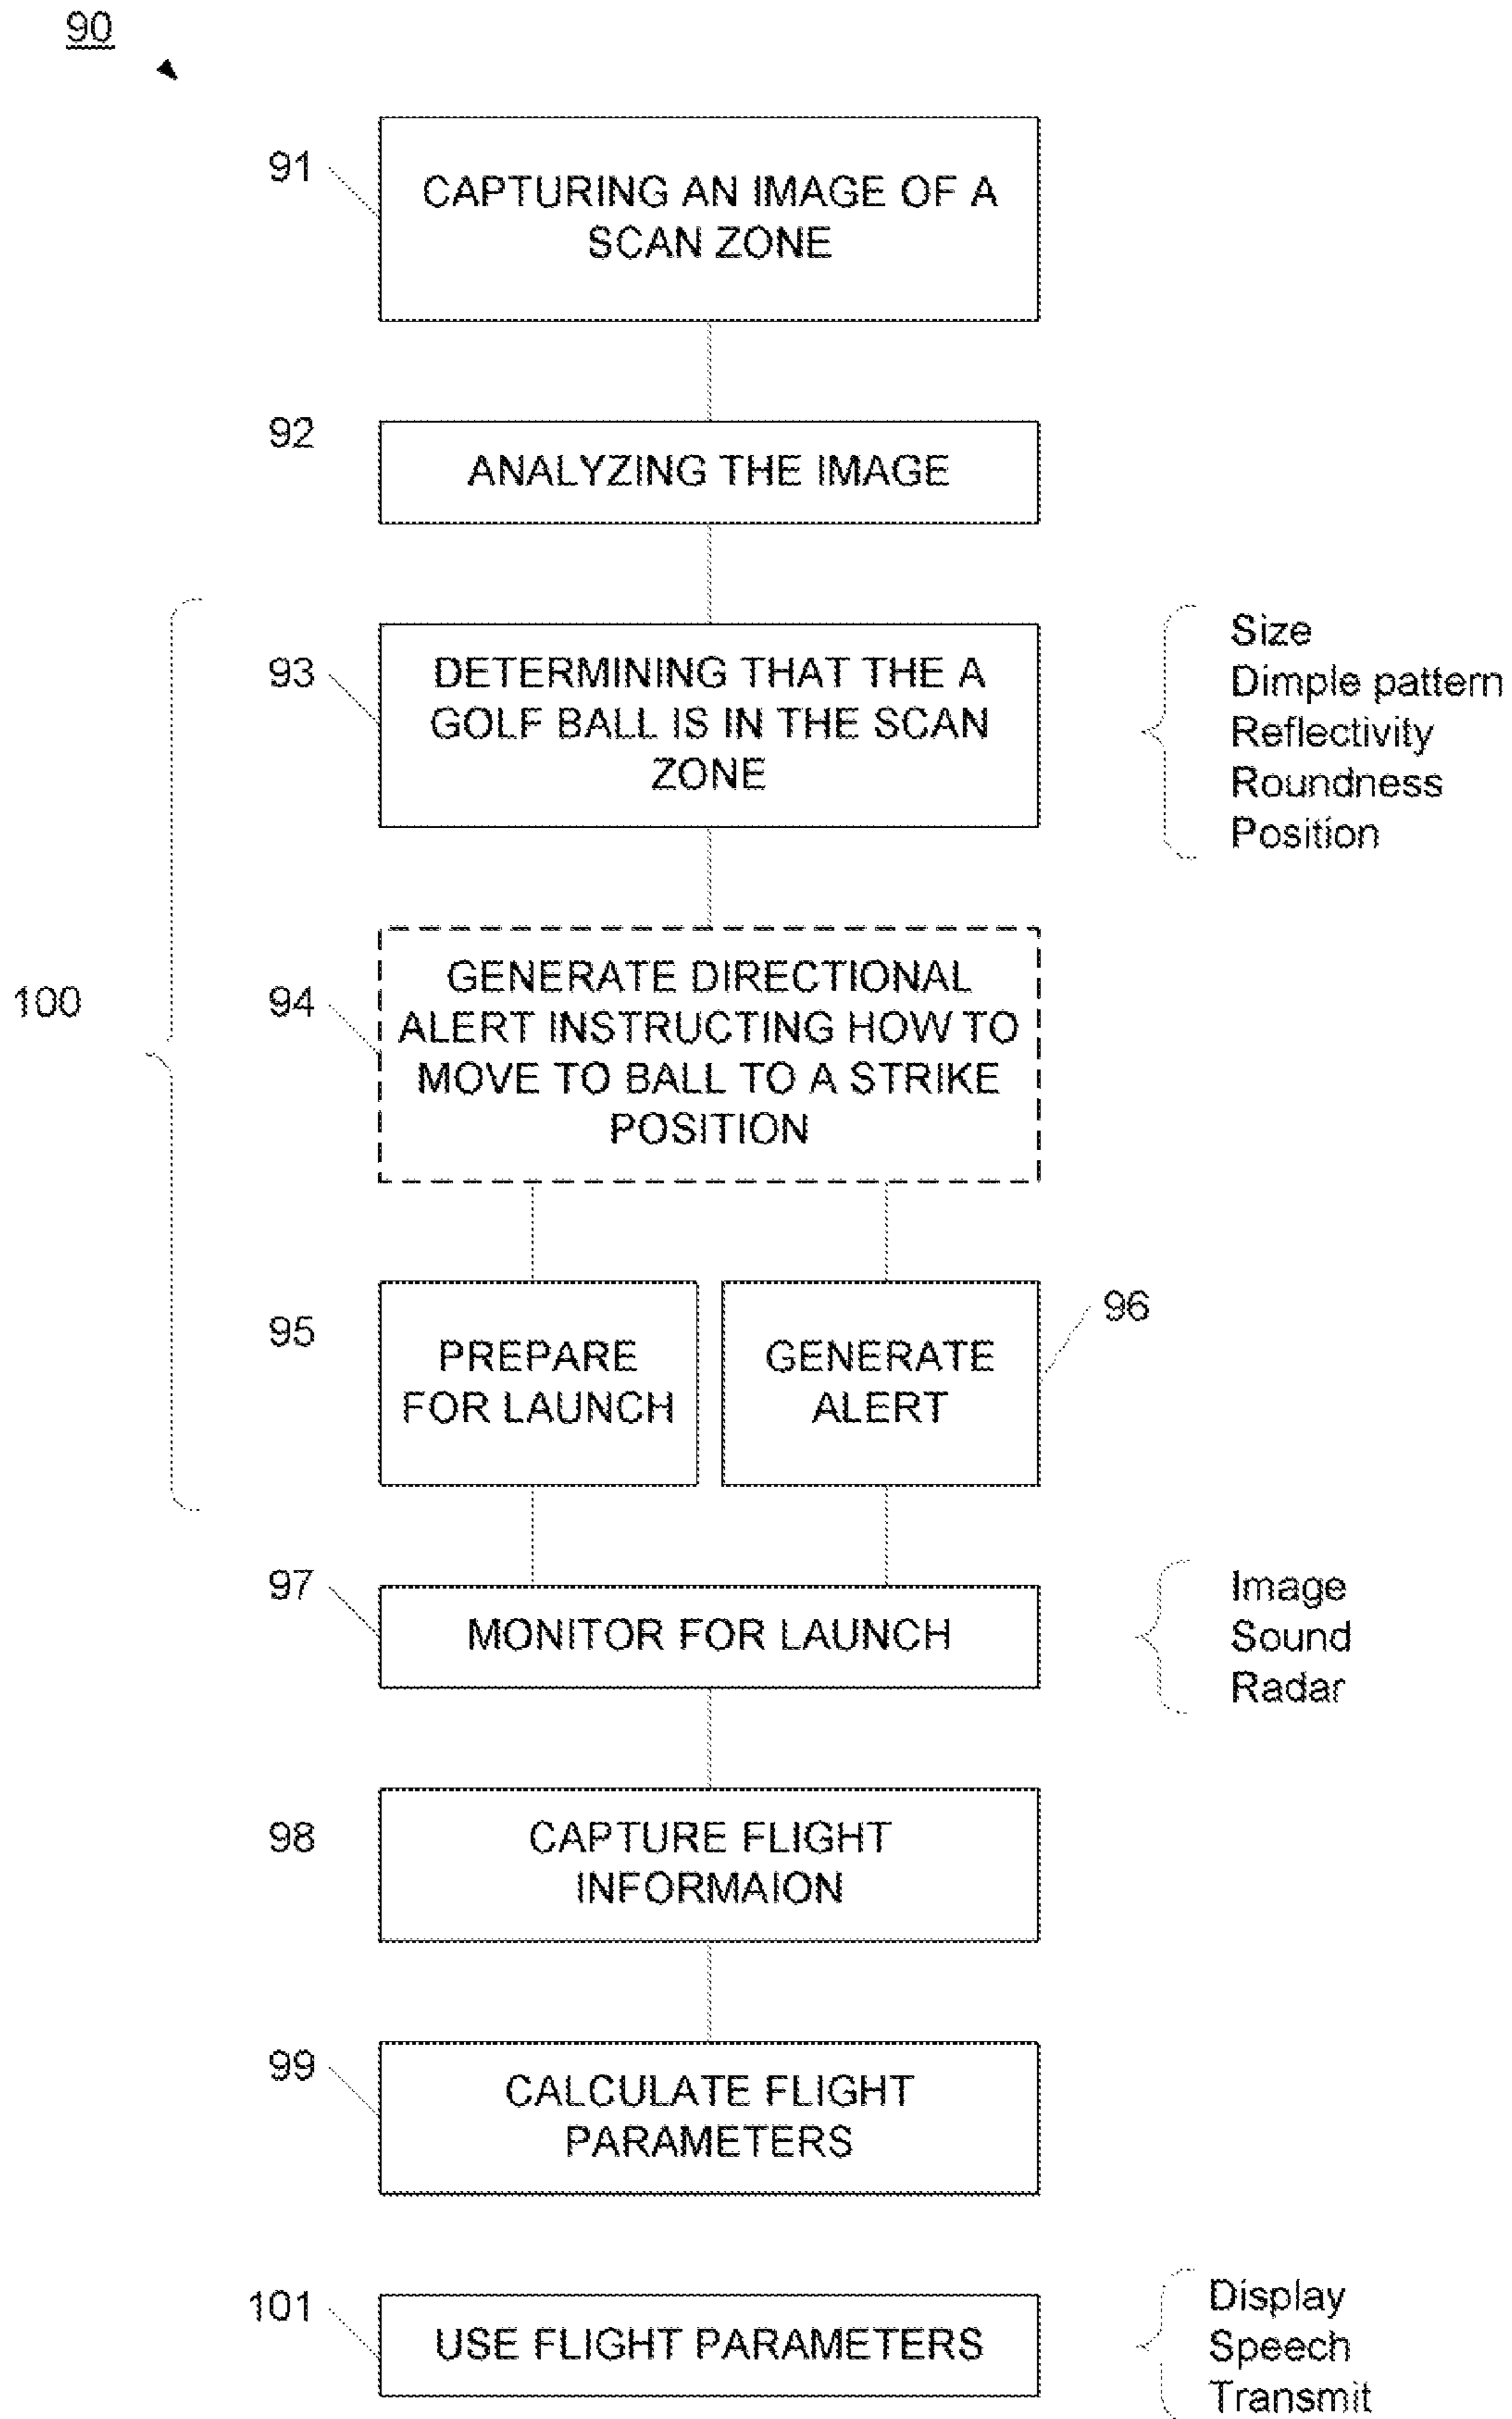 90
91
CAPTURING AN IMAGE OF A
SCAN ZONE
92
ANALYZING THE IMAGE
93
DETERMINING THAT THE A
GOLF BALL IS IN THE SCAN
ZONE
Size
Dimple pattern
Reflectivity
Roundness
Position
100
94
GENERATE DIRECTIONAL
ALERT INSTRUCTING HOW TO
MOVE TO BALL TO A STRIKE
POSITION
95
PREPARE
FOR LAUNCH
GENERATE
ALERT
96
97
MONITOR FOR LAUNCH
Image
Sound
Radar
98
CAPTURE FLIGHT
INFORMAION
99
CALCULATE FLIGHT
PARAMETERS
101
USE FLIGHT PARAMETERS
Display
Speech
Transmit